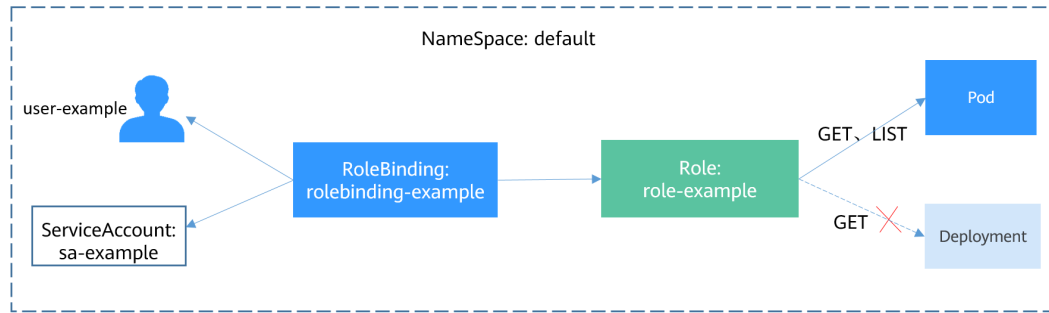 NameSpace: default
user-example
ServiceAccount:
sa-example
RoleBinding:
rolebinding-example
Role:
role-example
GET、LIST
GET
Pod
Deployment